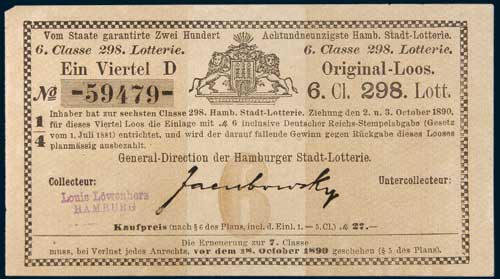 Vom Staate garantirte Zwei Hundert Achtundneunzigste Hamb. Stadt-Lotterie.
6. Classe 298. Lotterie. 6. Classe 298. Lotterie.
Ein Viertel D Original-Loos.
No -59479- 6. Cl. 298. Lott.
1/4
Inhaber hat zur sechsten Classe 298. Hamb. Stadt-Lotterie. Ziehung den 2. u. 3. October 1890,
für dieses Viertel Loos die Einlage mit ℳ 6 inclusive Deutscher Reichs-Stempelabgabe (Gesetz
vom 1. Juli 1881) entrichtet, und wird der darauf fallende Gewinn gegen Rückgabe dieses Looses
planmässig ausbezahlt.
General-Direction der Hamburger Stadt-Lotterie.
Collecteur: Jacubowsky Untercollecteur:
Louis Löwenherz
HAMBURG
6
Kaufpreis (nach § 6 des Plans, incl. d. Einl. 1. – 5. Cl.) ℳ 27.—
Die Erneuerung zur 7. Classe
muss, bei Verlust jedes Anrechts, vor dem 18. October 1890 geschehen (§ 5. des Plans).